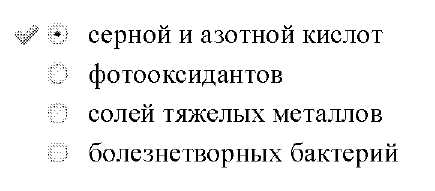 серной и азотной кислот
фотооксидантов
солей тяжелых металлов
болезнетворных бактерий